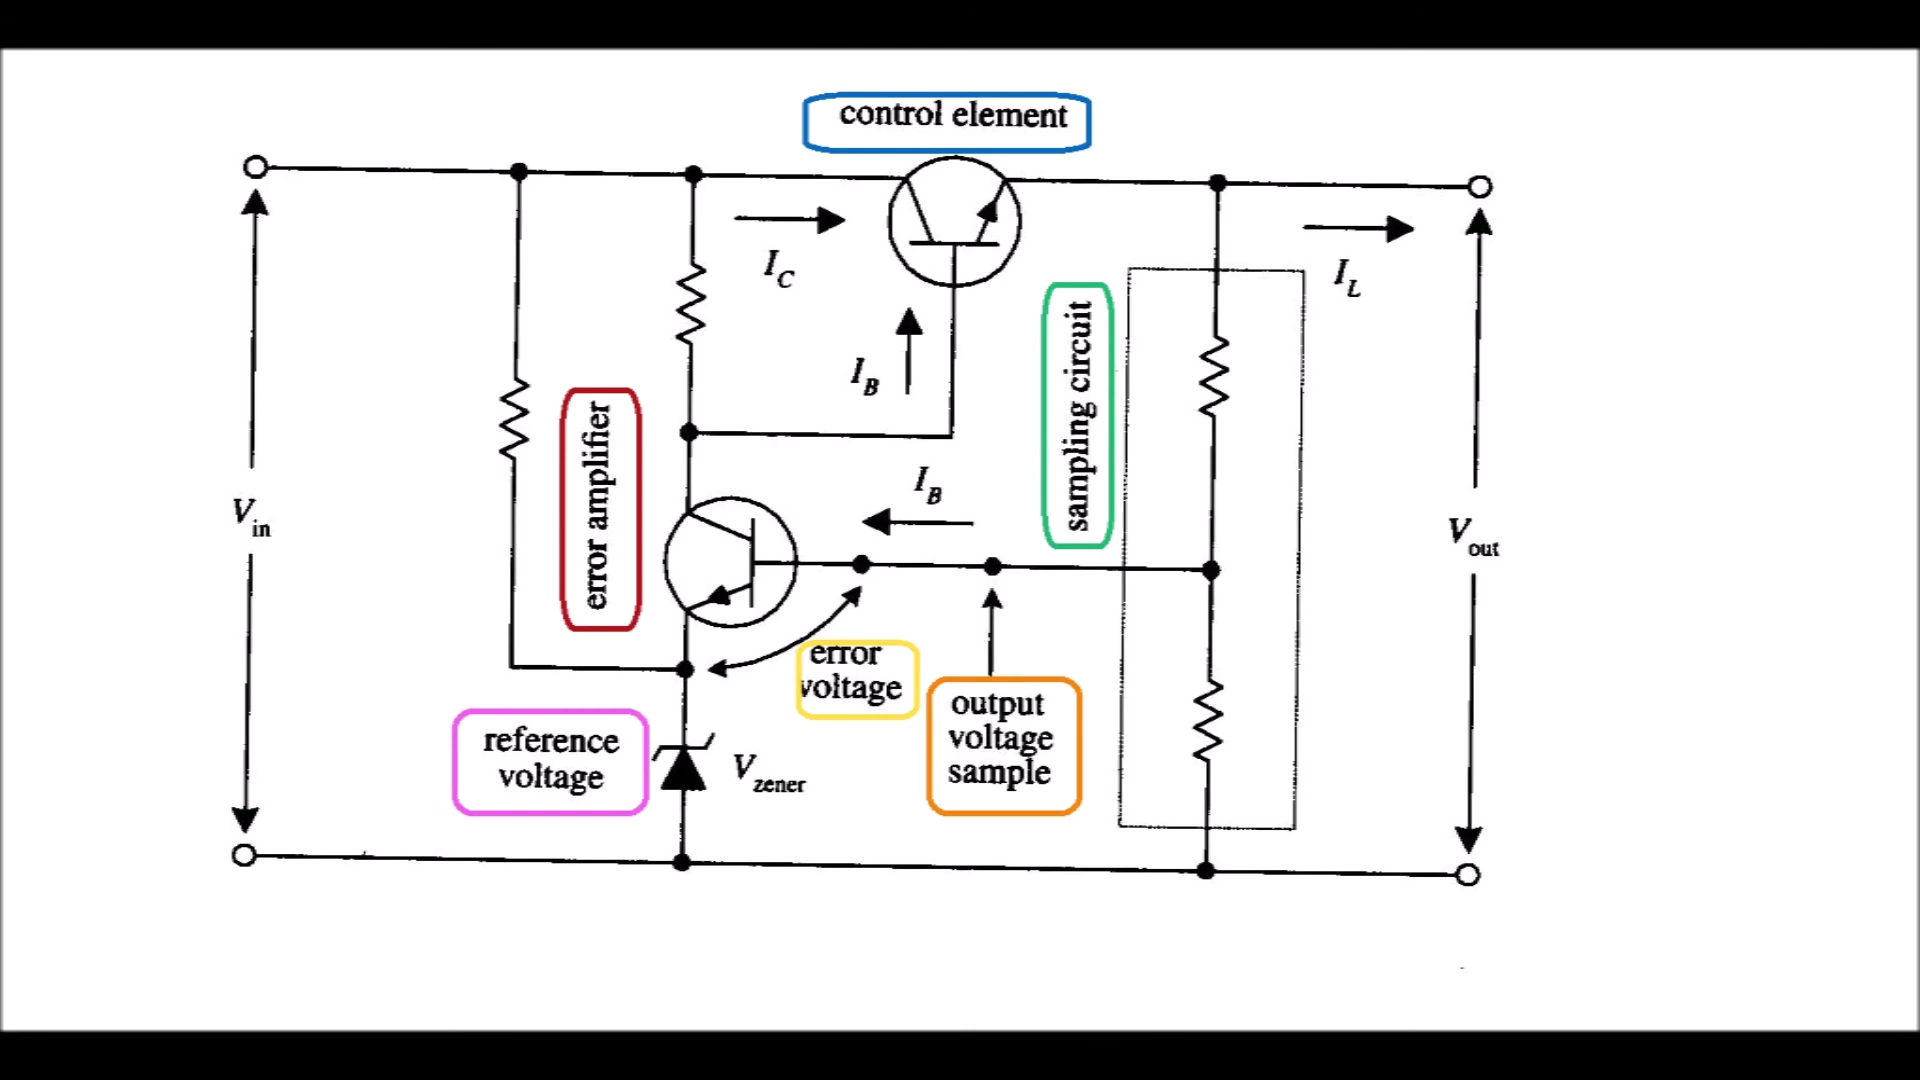 control element
I_C
I_L
I_B
sampling circuit
error amplifier
I_B
V_in
V_out
error
voltage
output
voltage
sample
reference
voltage
V_zener